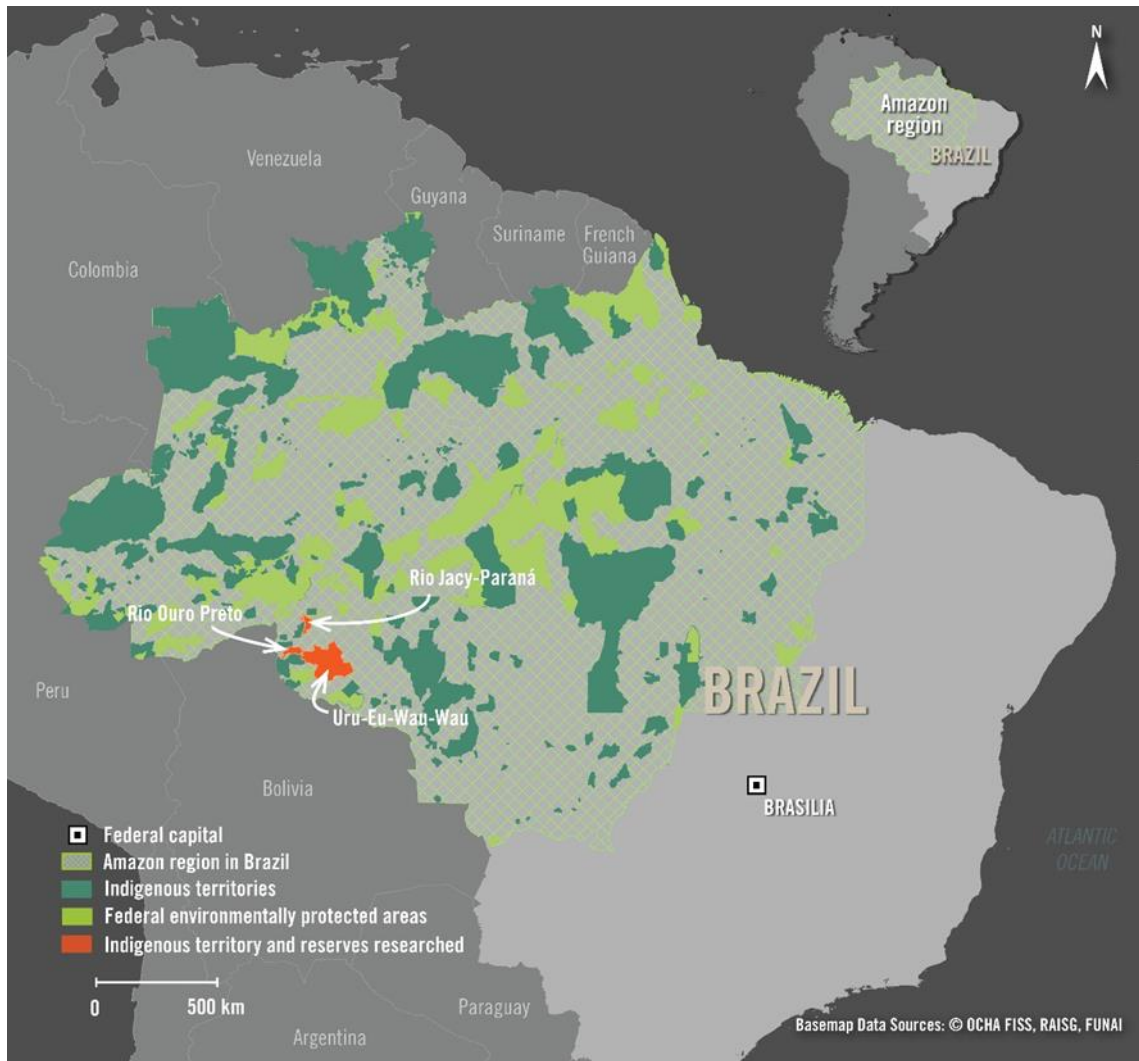 N
Amazon
region
BRAZIL
Venezuela
Guyana
Suriname
French
Guiana
Colombia
Rio Jacy-Paraná
Rio Ouro Preto
Peru
BRAZIL
Uru-Eu-Wau-Wau
Bolivia
BRASILIA
ATLANTIC
OCEAN
Federal capital
Amazon region in Brazil
Indigenous territories
Federal environmentally protected areas
Indigenous territory and reserves researched
0 500 km
Paraguay
Argentina
Basemap Data Sources: © OCHA FISS, RAISG, FUNAI